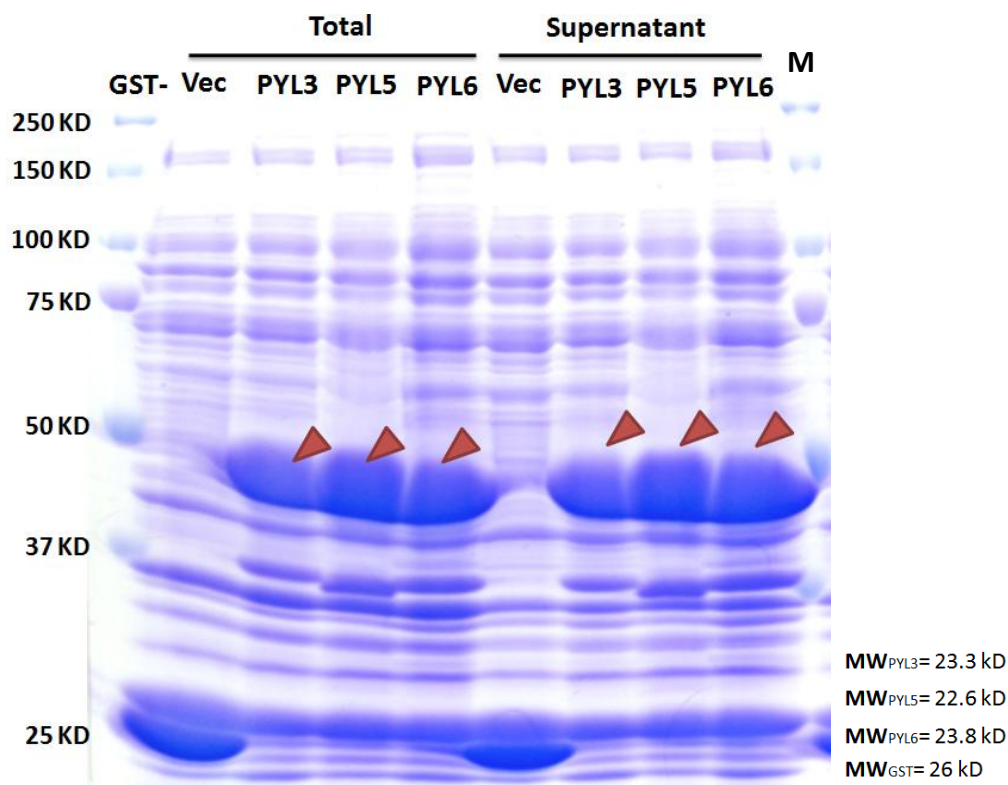 Total Supernatant
GST- Vec PYL3 PYL5 PYL6 Vec PYL3 PYL5 PYL6 M
250 KD
150 KD
100 KD
75 KD
50 KD
37 KD
25 KD
MWPYL3= 23.3 kD
MWPYL5= 22.6 kD
MWPYL6= 23.8 kD
MWGST= 26 kD